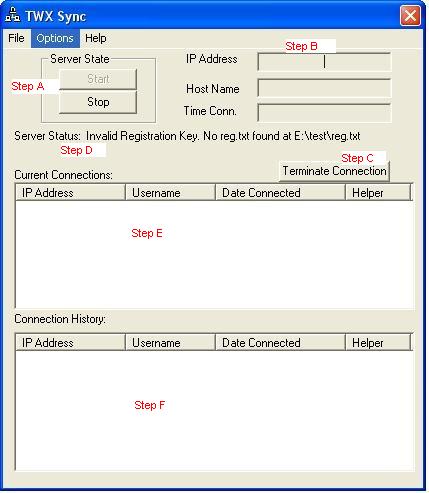 TWX Sync
File Options Help
Server State
Step A
Start
Stop
Step B
IP Address
Host Name
Time Conn.
Server Status: Invalid Registration Key. No reg.txt found at E:\test\reg.txt
Step D
Step C
Terminate Connection
Current Connections:
IP Address Username Date Connected Helper
Step E
Connection History:
IP Address Username Date Connected Helper
Step F